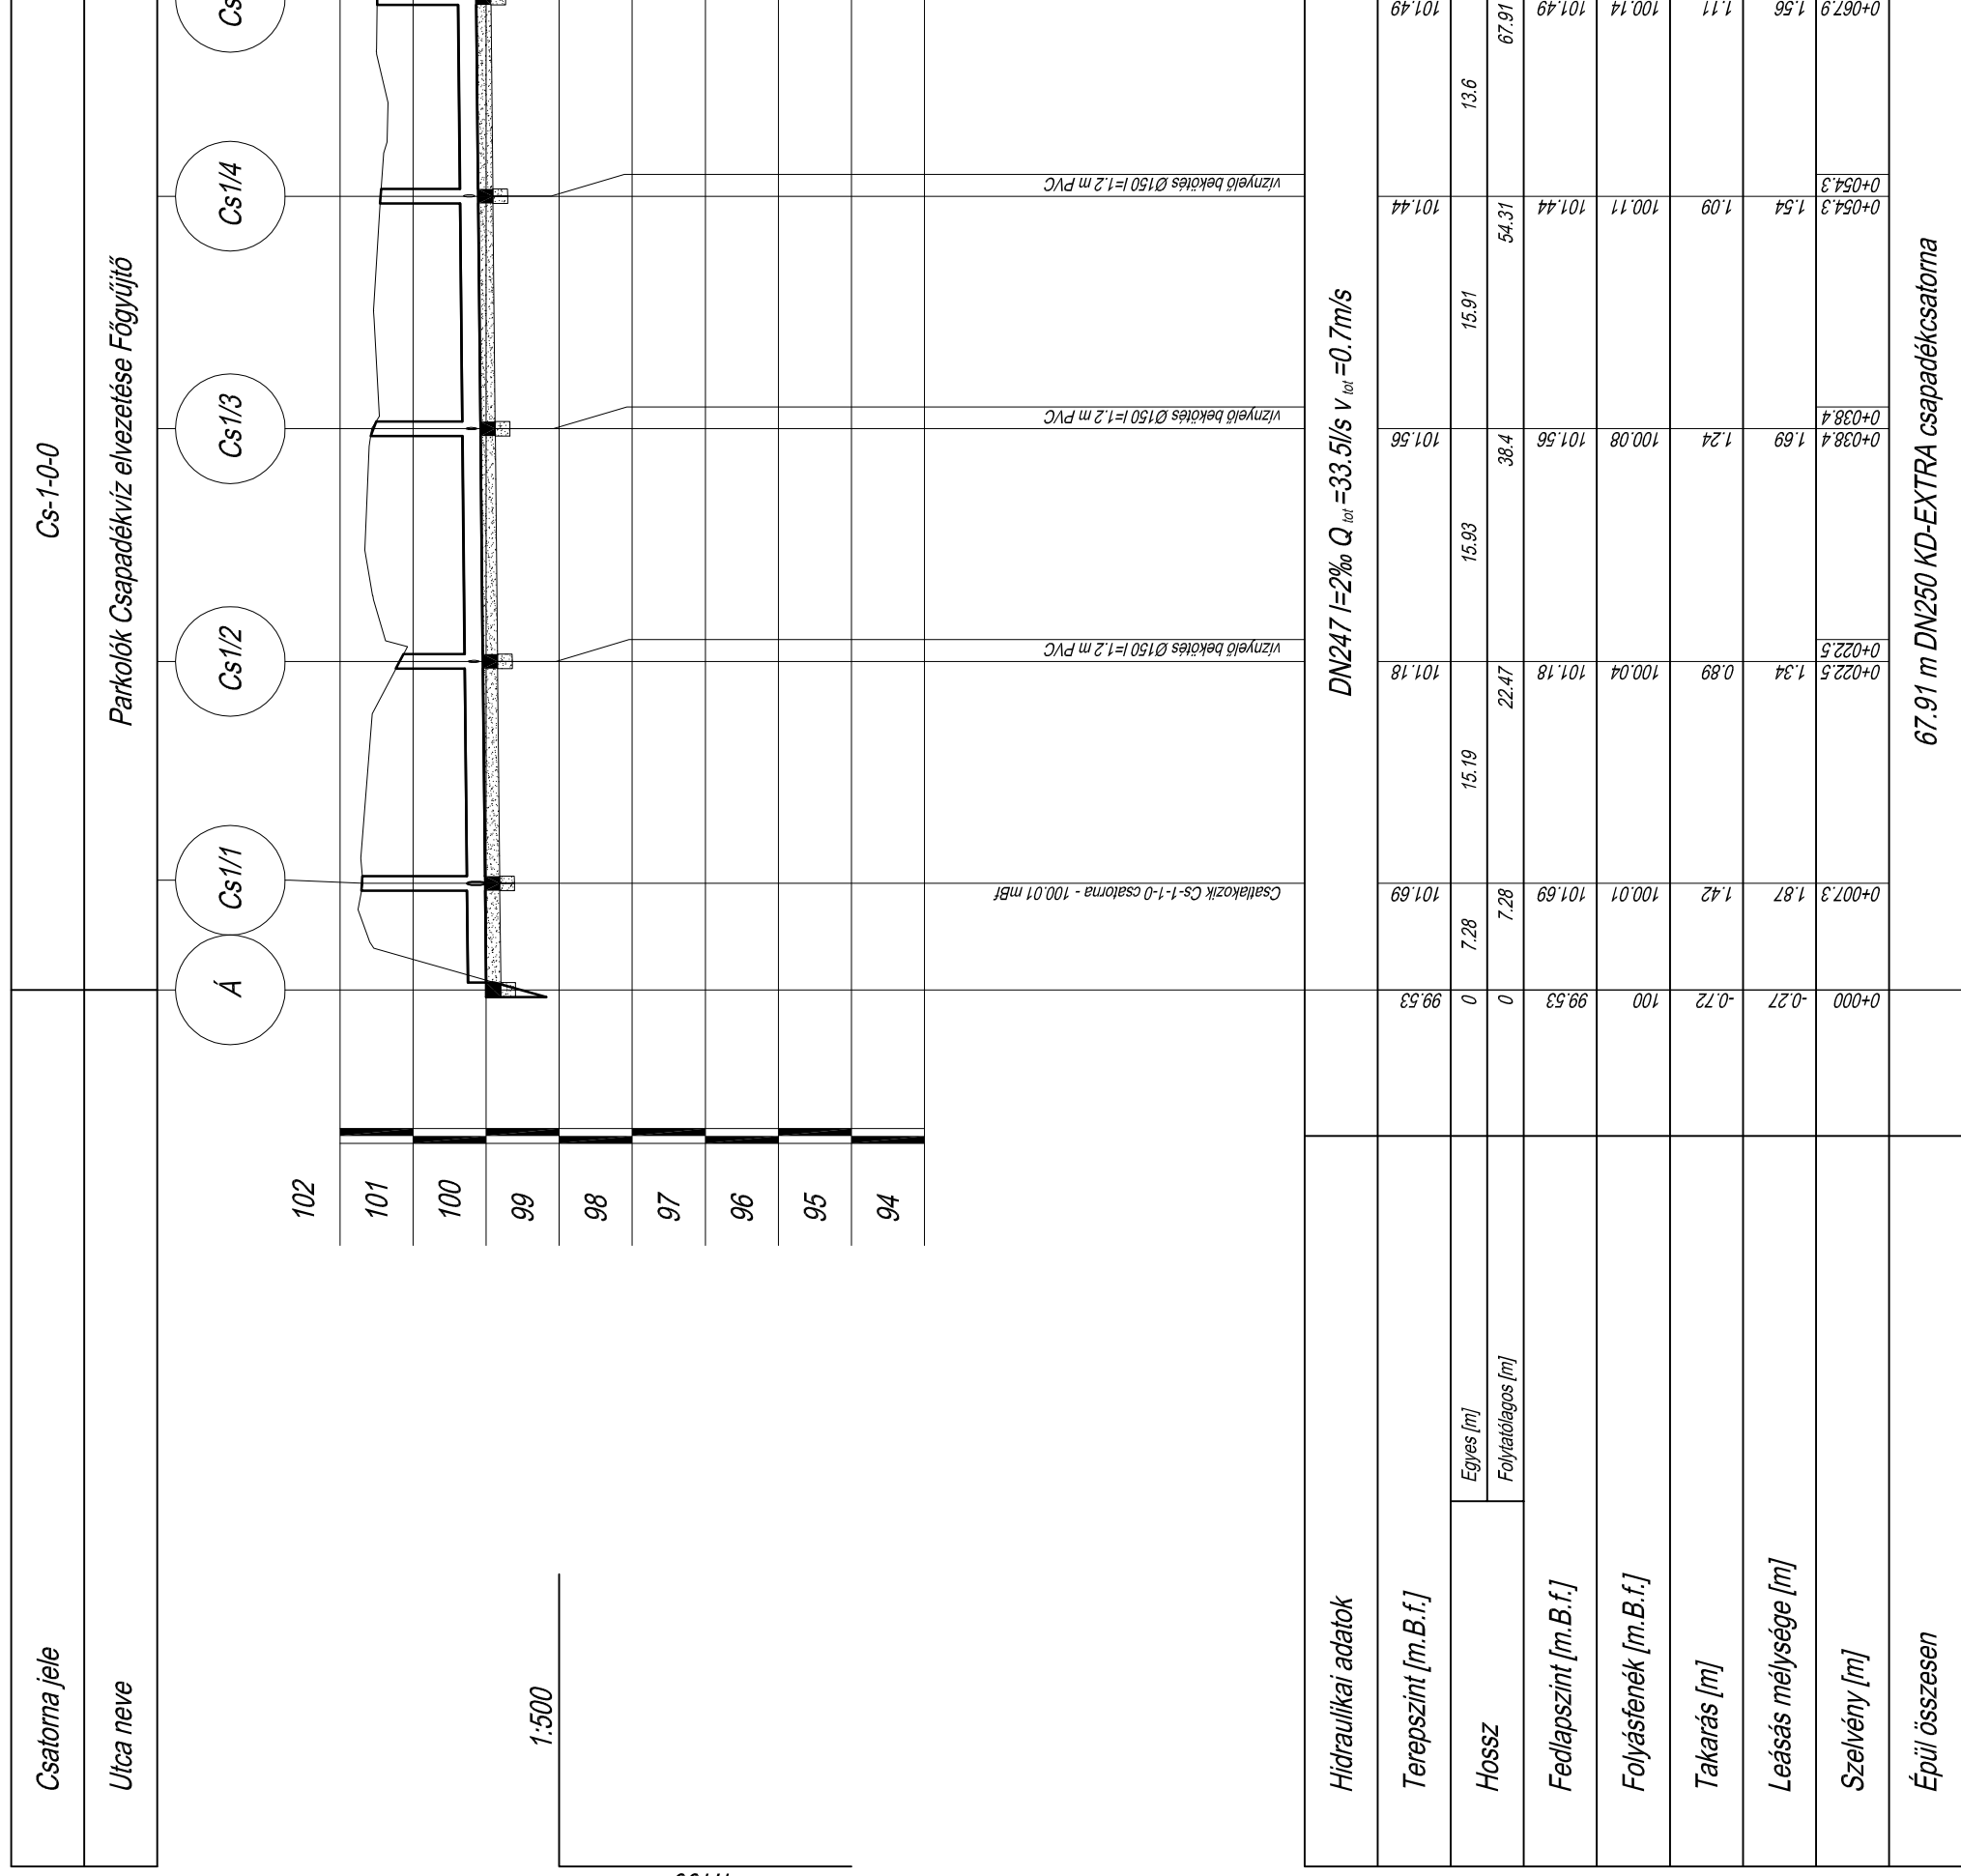 Csatorna jele
Cs-1-0-0
Utca neve
Parkolók Csapadékvíz elvezetése Főgyűjtő
Á
Cs1/1
Cs1/2
Cs1/3
Cs1/4
102
101
100
99
98
97
96
95
94
1:500
Csatlakozik Cs-1-1-0 csatorna - 100.01 mBf
víznyelő bekötés Ø150 l=1.2 m PVC
víznyelő bekötés Ø150 l=1.2 m PVC
víznyelő bekötés Ø150 l=1.2 m PVC
Hidraulikai adatok
DN247 I=2‰ Q tot =33.5l/s v tot =0.7m/s
Terepszint [m.B.f.]
99.53 101.69 101.18 101.56 101.44 101.49
Hossz
Egyes [m]
0 7.28 15.19 15.93 15.91 13.6
Folytatólagos [m]
0 7.28 22.47 38.4 54.31 67.91
Fedlapszint [m.B.f.]
99.53 101.69 101.18 101.56 101.44 101.49
Folyásfenék [m.B.f.]
100 100.01 100.04 100.08 100.11 100.14
Takarás [m]
-0.72 1.42 0.89 1.24 1.09 1.11
Leásás mélysége [m]
-0.27 1.87 1.34 1.69 1.54 1.56
Szelvény [m]
0+000 0+007.3 0+022.5 0+022.5 0+038.4 0+038.4 0+054.3 0+054.3 0+067.9
Épül összesen
67.91 m DN250 KD-EXTRA csapadékcsatorna